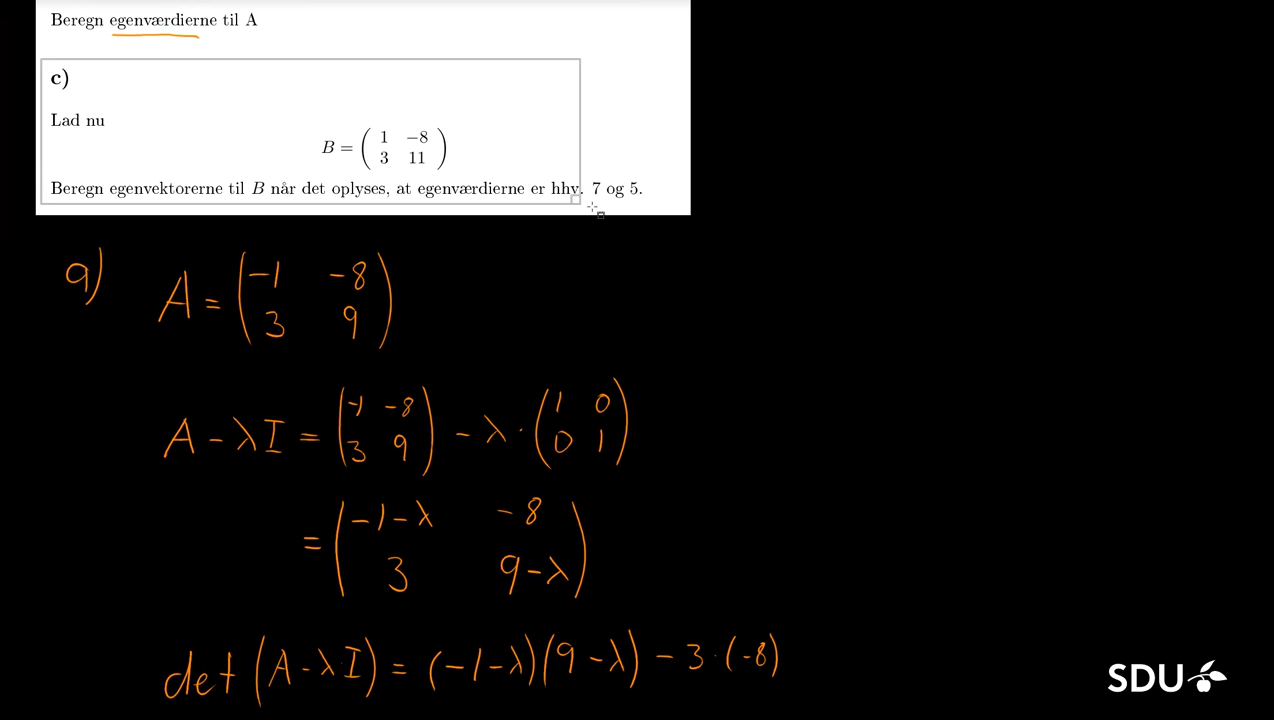 Beregn egenværdierne til A
c)
Lad nu
B = ( 1 −8
3 11 )
Beregn egenvektorerne til B når det oplyses, at egenværdierne er hhv. 7 og 5.
a) A = ( -1 -8
3 9 )
A - λI = ( -1 -8
3 9 ) - λ · ( 1 0
0 1 )
= ( -1-λ -8
3 9-λ )
det (A - λ·I) = (-1-λ)(9-λ) - 3·(-8)
SDU